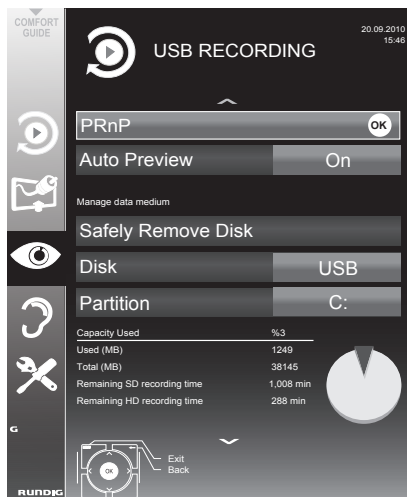 COMFORT
GUIDE
USB RECORDING
20.09.2010
15:46
PRnP OK
Auto Preview On
Manage data medium
Safely Remove Disk
Disk USB
Partition C:
Capacity Used %3
Used (MB) 1249
Total (MB) 38145
Remaining SD recording time 1,008 min
Remaining HD recording time 288 min
G
RUNDIG
OK
Exit
Back